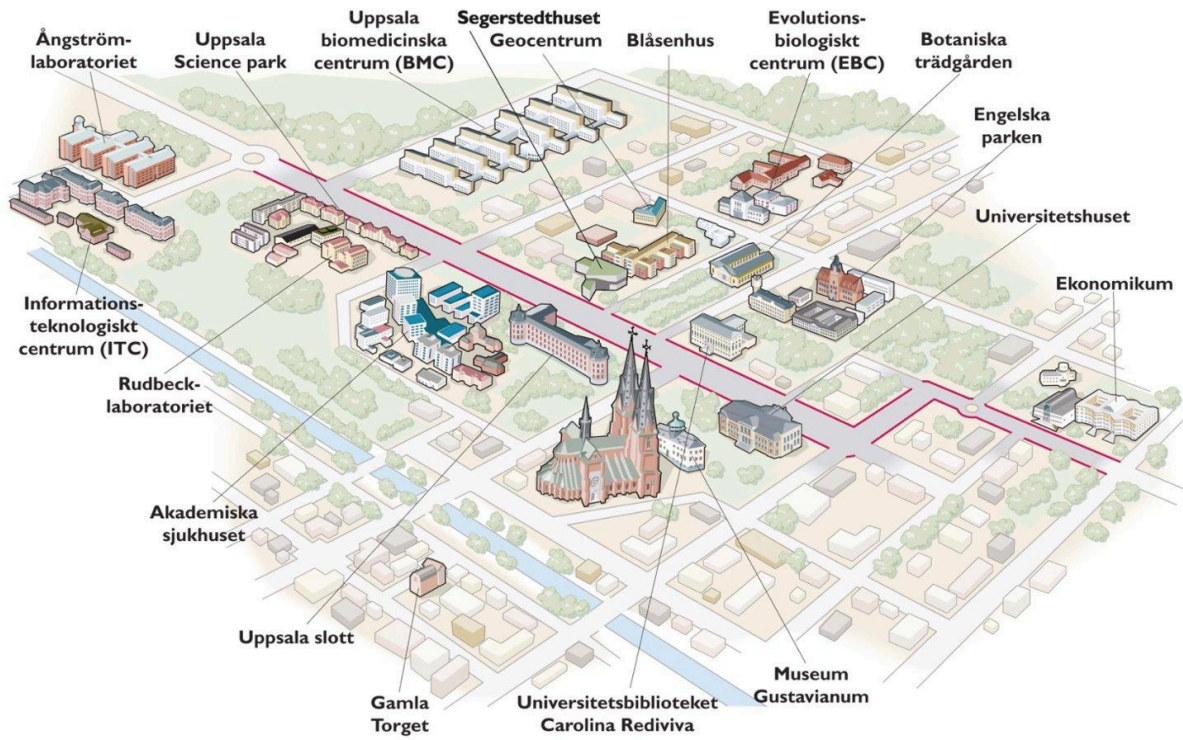 Ångström-
laboratoriet
Uppsala
Science park
Uppsala
biomedicinska
centrum (BMC)
Segerstedthuset
Geocentrum
Blåsenhus
Evolutions-
biologiskt
centrum (EBC)
Botaniska
trädgården
Engelska
parken
Universitetshuset
Ekonomikum
Informations-
teknologiskt
centrum (ITC)
Rudbeck-
laboratoriet
Akademiska
sjukhuset
Uppsala slott
Gamla
Torget
Universitetsbiblioteket
Carolina Rediviva
Museum
Gustavianum